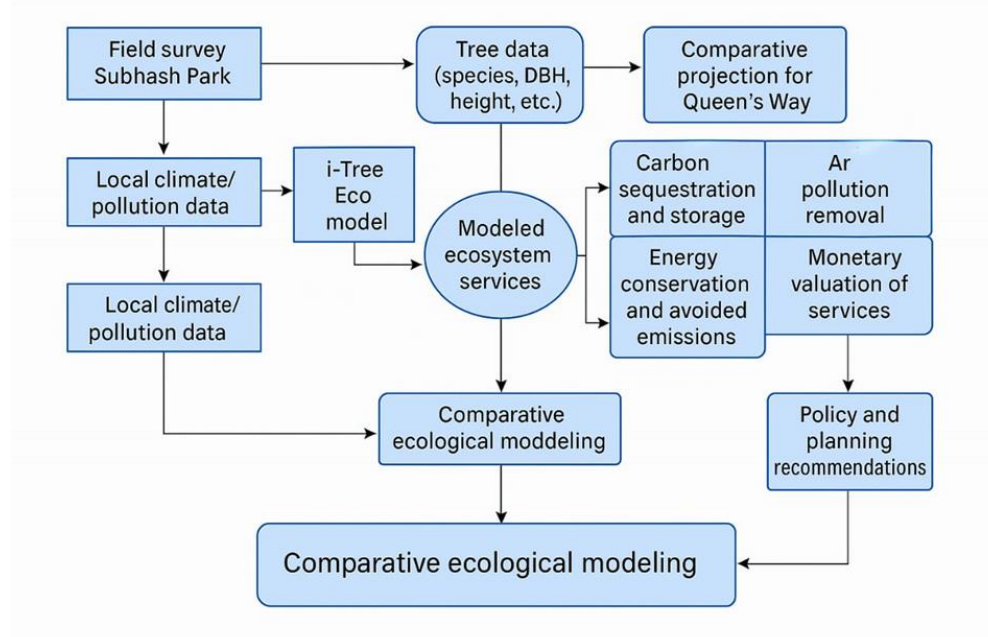 Field survey
Subhash Park
Tree data
(species, DBH,
height, etc.)
Comparative
projection for
Queen's Way
Local climate/
pollution data
i-Tree
Eco
model
Modeled
ecosystem
services
Carbon
sequestration
and storage
Ar
pollution
removal
Energy
conservation
and avoided
emissions
Monetary
valuation of
services
Local climate/
pollution data
Comparative
ecological moddeling
Policy and
planning
recommendations
Comparative ecological modeling